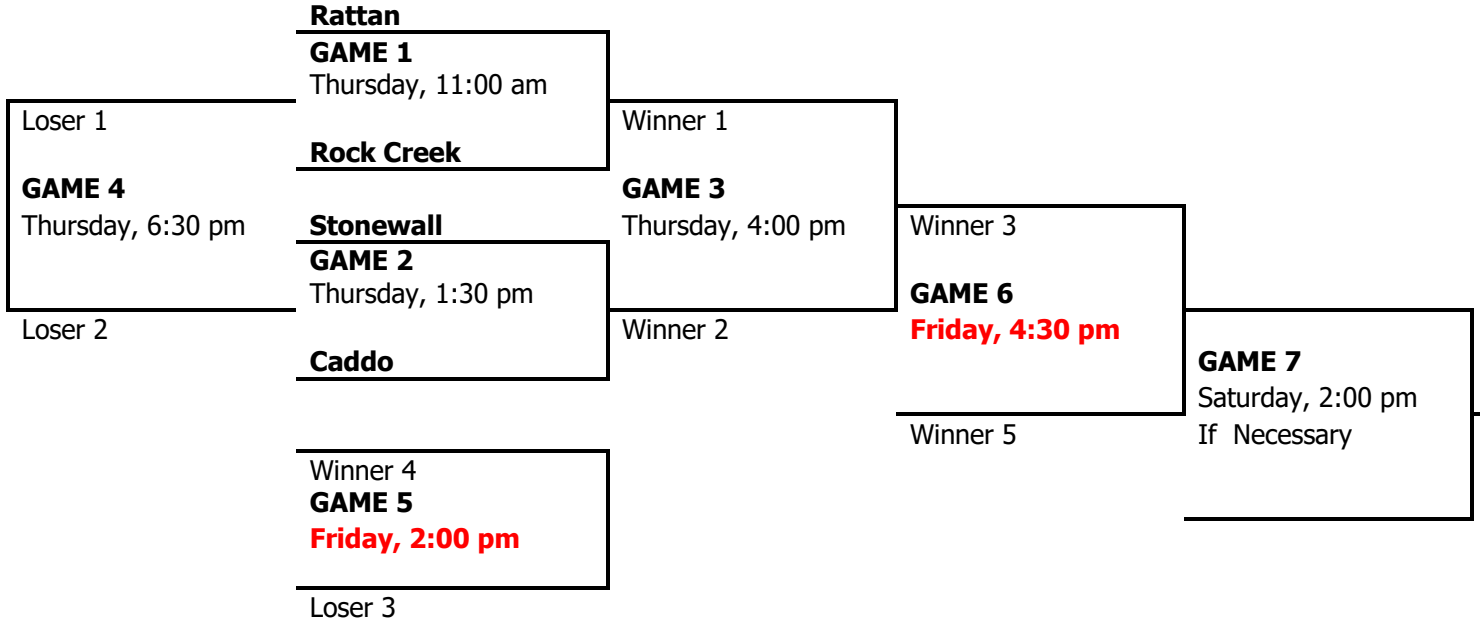 Rattan
GAME 1
Thursday, 11:00 am
Loser 1
Winner 1
Rock Creek
GAME 4
GAME 3
Thursday, 6:30 pm
Stonewall
Thursday, 4:00 pm
Winner 3
GAME 2
Thursday, 1:30 pm
GAME 6
Loser 2
Winner 2
Friday, 4:30 pm
Caddo
GAME 7
Saturday, 2:00 pm
Winner 5
If Necessary
Winner 4
GAME 5
Friday, 2:00 pm
Loser 3